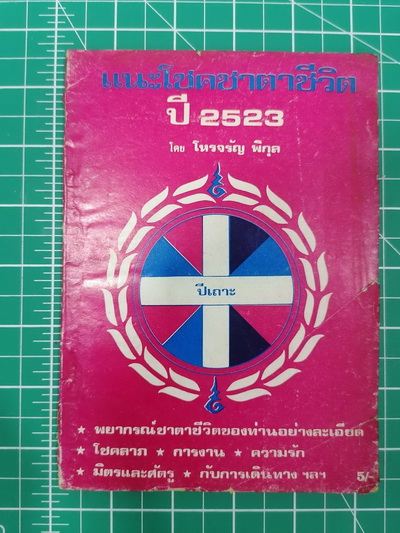 แนะโชคชาตาชีวิต
ปี 2523
โดย โหรจรัญ พิกุล
ปีเถาะ
★ พยากรณ์ชาตาชีวิตของท่านอย่างละเอียด
★ โชคลาภ ★ การงาน ★ ความรัก
★ มิตรและศัตรู ★ กับการเดินทาง ฯลฯ 5/-